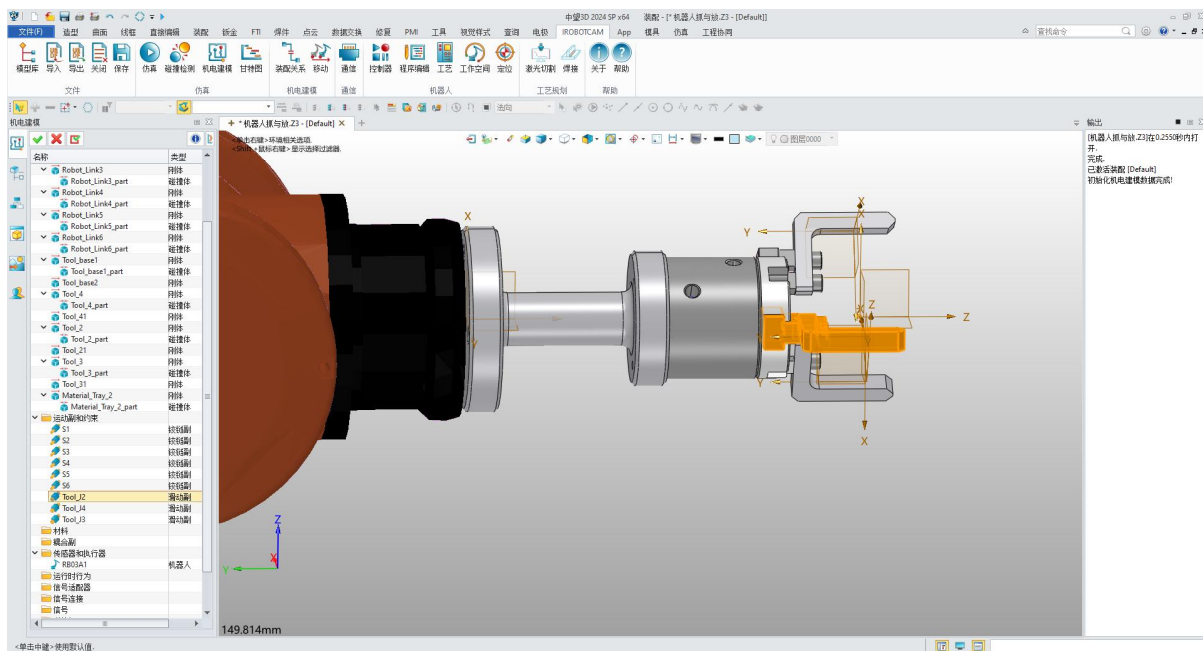 中望3D 2024 SP x64 装配 - [* 机器人抓与放.Z3 - [Default]]
文件(F) 造型 曲面 线框 直接编辑 装配 钣金 FTI 焊件 点云 数据交换 修复 PMI 工具 视觉样式 查询 电极 IROBOTCAM App 模具 仿真 工程协同 查找命令
模型库 导入 导出 关闭 保存 仿真 碰撞检测 机电建模 甘特图 装配关系 移动 通信 控制器 程序编辑 工艺 工作空间 定位 激光切割 焊接 关于 帮助
文件 仿真 机电建模 通信 机器人 工艺规划 帮助
法向
机电建模
* 机器人抓与放.Z3 - [Default]
输出
<单击右键>环境相关选项.
<Shift + 鼠标右键>显示选择过滤器.
图层0000
[机器人抓与放.Z3]在0.2550秒内打
开.
完成.
已激活装配 [Default]
初始化机电建模数据完成!
名称 类型
Robot_Link3 刚体
Robot_Link3_part 碰撞体
Robot_Link4 刚体
Robot_Link4_part 碰撞体
Robot_Link5 刚体
Robot_Link5_part 碰撞体
Robot_Link6 刚体
Robot_Link6_part 碰撞体
Tool_base1 刚体
Tool_base1_part 碰撞体
Tool_base2 刚体
Tool_4 刚体
Tool_4_part 碰撞体
Tool_41 刚体
Tool_2 刚体
Tool_2_part 碰撞体
Tool_21 刚体
Tool_3 刚体
Tool_3_part 碰撞体
Tool_31 刚体
Material_Tray_2 刚体
Material_Tray_2_part 碰撞体
运动副和约束
S1 铰链副
S2 铰链副
S3 铰链副
S4 铰链副
S5 铰链副
S6 铰链副
Tool_J2 滑动副
Tool_J4 滑动副
Tool_J3 滑动副
材料
耦合副
传感器和执行器
RB03A1 机器人
运行时行为
信号适配器
信号连接
信号
X
Y
X
Y
Z
Z
X
Y
X
Z
X
Y
149.814mm
<单击中键>使用默认值.